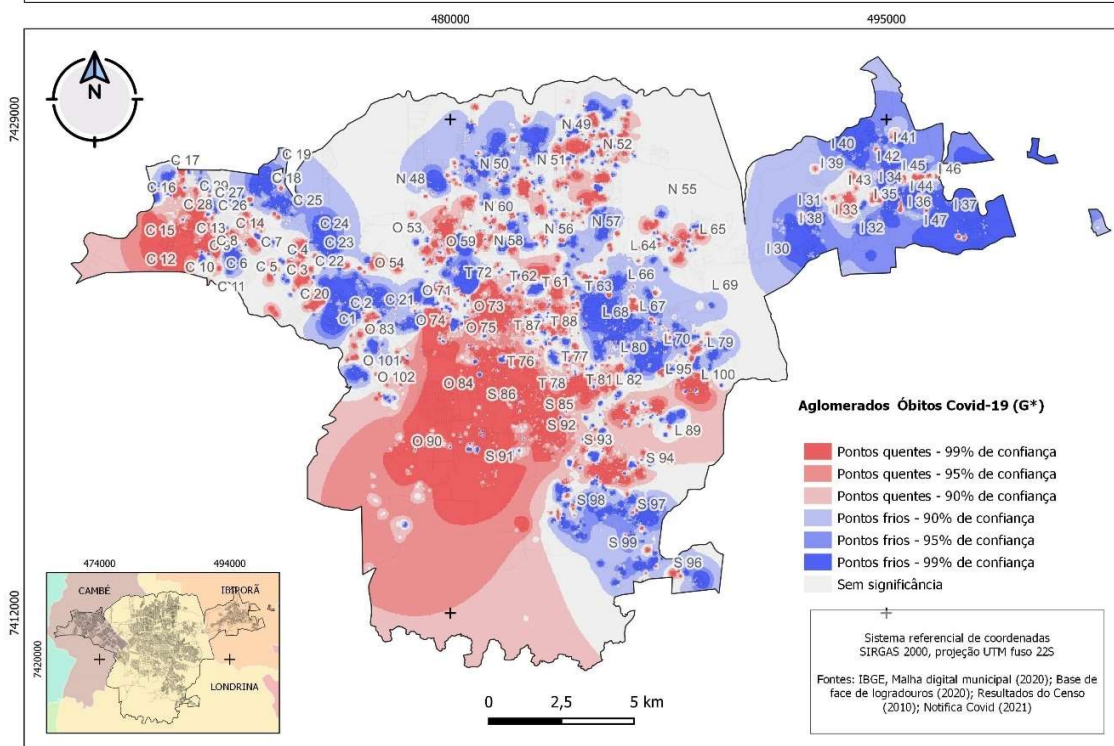 480000
495000
7429000
7412000
N
C 17
C 19
C 16
C 29
C 18
C 27
C 28
C 26
C 25
C 15
C 13
C 14
C 24
C 8
C 9
C 7
C 4
C 23
C 12
C 10
C 6
C 5
C 3
C 22
C 11
C 20
C 2
C 21
C1
N 49
N 52
N 50
N 51
N 48
N 55
N 60
O 53
N 56
N 57
O 59
N 58
L 64
L 65
O 54
T 72
T 62
T 61
T 63
L 66
L 69
O 71
O 73
L 68
L 67
O 83
O 74
O 75
T 87
T 88
L 80
L 70
L 79
O 101
T 76
T 77
L 95
L 100
O 102
O 84
S 86
T 78
T 81
L 82
S 85
S 92
L 89
O 90
S 91
S 93
S 94
S 98
S 97
S 99
S 96
I 41
I 40
I 42
I 39
I 45
I 46
I 43
I 34
I 44
I 31
I 35
I 36
I 37
I 38
I 33
I 47
I 32
I 30
Aglomerados Óbitos Covid-19 (G*)
Pontos quentes - 99% de confiança
Pontos quentes - 95% de confiança
Pontos quentes - 90% de confiança
Pontos frios - 90% de confiança
Pontos frios - 95% de confiança
Pontos frios - 99% de confiança
Sem significância
Sistema referencial de coordenadas
SIRGAS 2000, projeção UTM fuso 22S
Fontes: IBGE, Malha digital municipal (2020); Base de
face de logradouros (2020); Resultados do Censo
(2010); Notifica Covid (2021)
474000
494000
7420000
CAMBÉ
IBIPORÃ
LONDRINA
0
2,5
5 km